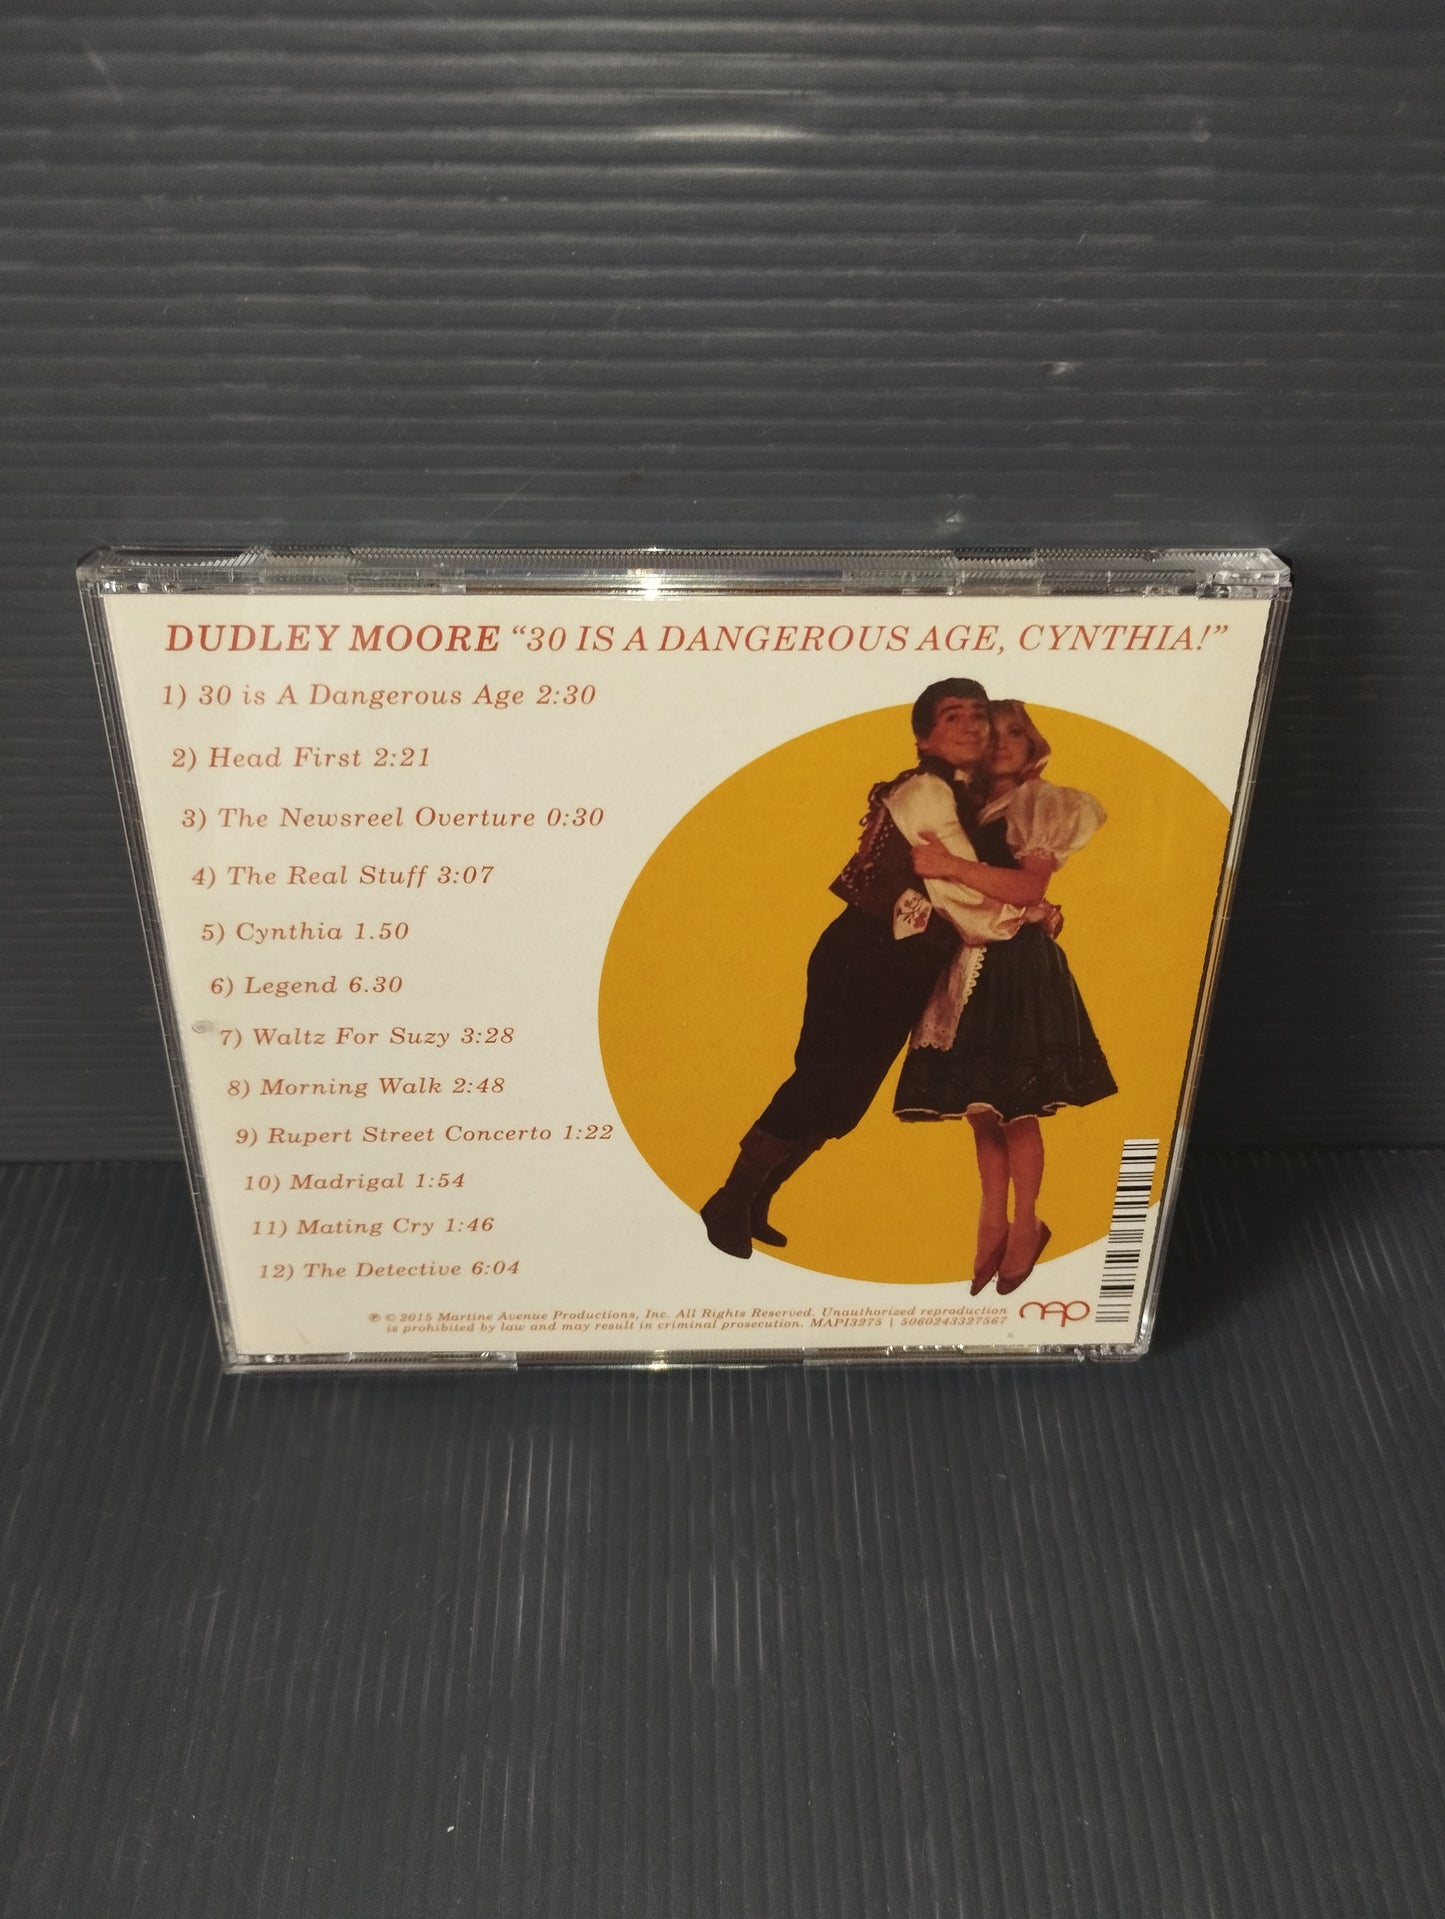 DUDLEY MOORE “30 IS A DANGEROUS AGE, CYNTHIA!”
1) 30 is A Dangerous Age 2:30
2) Head First 2:21
3) The Newsreel Overture 0:30
4) The Real Stuff 3:07
5) Cynthia 1.50
6) Legend 6.30
7) Waltz For Suzy 3:28
8) Morning Walk 2:48
9) Rupert Street Concerto 1:22
10) Madrigal 1:54
11) Mating Cry 1:46
12) The Detective 6:04
℗ © 2015 Martine Avenue Productions, Inc. All Rights Reserved. Unauthorized reproduction
is prohibited by law and may result in criminal prosecution. MAPI3275 | 5060243327567
map